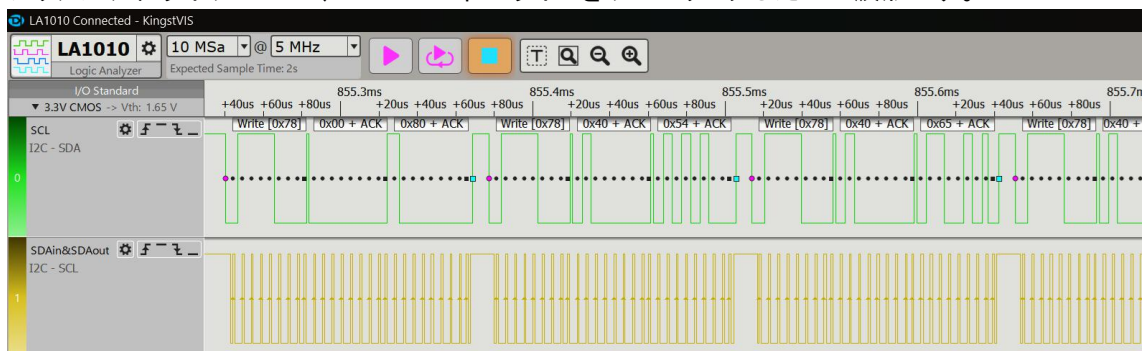 LA1010 Connected - KingstVIS
LA1010
Logic Analyzer
10 MSa @ 5 MHz
Expected Sample Time: 2s
I/O Standard
3.3V CMOS -> Vth: 1.65 V
855.3ms 855.4ms 855.5ms 855.6ms
+40us +60us +80us +20us +40us +60us +80us +20us +40us +60us +80us +20us +40us +60us +80us +20us +40us +60us +80us
SCL
I2C - SDA
0
Write [0x78] 0x00 + ACK 0x80 + ACK Write [0x78] 0x40 + ACK 0x54 + ACK Write [0x78] 0x40 + ACK 0x65 + ACK Write [0x78] 0x40 +
SDAin&SDAout
I2C - SCL
1